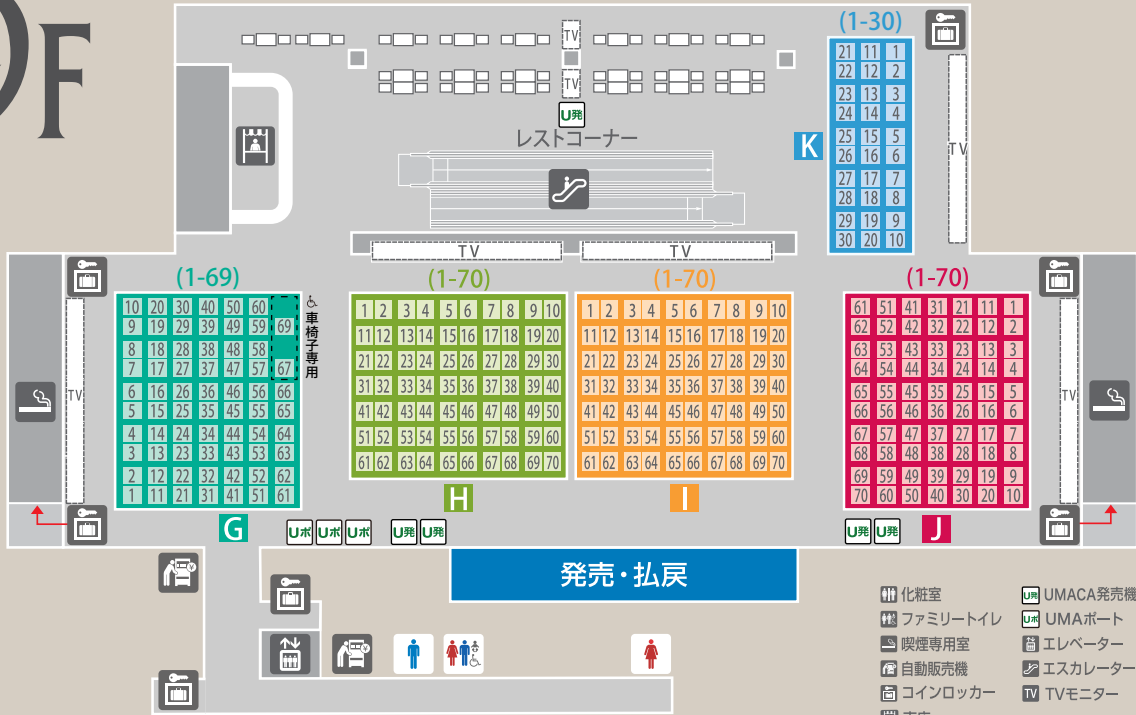 F
(1-30)
TV
TV
U発
レストコーナー
K
21 11 1
22 12 2
23 13 3
24 14 4
25 15 5
26 16 6
27 17 7
28 18 8
29 19 9
30 20 10
TV
TV
TV
(1-69)
(1-70)
(1-70)
(1-70)
TV
10 20 30 40 50 60
9 19 29 39 49 59 69
8 18 28 38 48 58
7 17 27 37 47 57 67
6 16 26 36 46 56 66
5 15 25 35 45 55 65
4 14 24 34 44 54 64
3 13 23 33 43 53 63
2 12 22 32 42 52 62
1 11 21 31 41 51 61
車椅子専用
1 2 3 4 5 6 7 8 9 10
11 12 13 14 15 16 17 18 19 20
21 22 23 24 25 26 27 28 29 30
31 32 33 34 35 36 37 38 39 40
41 42 43 44 45 46 47 48 49 50
51 52 53 54 55 56 57 58 59 60
61 62 63 64 65 66 67 68 69 70
1 2 3 4 5 6 7 8 9 10
11 12 13 14 15 16 17 18 19 20
21 22 23 24 25 26 27 28 29 30
31 32 33 34 35 36 37 38 39 40
41 42 43 44 45 46 47 48 49 50
51 52 53 54 55 56 57 58 59 60
61 62 63 64 65 66 67 68 69 70
61 51 41 31 21 11 1
62 52 42 32 22 12 2
63 53 43 33 23 13 3
64 54 44 34 24 14 4
65 55 45 35 25 15 5
66 56 46 36 26 16 6
67 57 47 37 27 17 7
68 58 48 38 28 18 8
69 59 49 39 29 19 9
70 60 50 40 30 20 10
TV
G
H
I
J
Uポ Uポ Uポ U発 U発
U発 U発
発売・払戻
化粧室
ファミリートイレ
喫煙専用室
自動販売機
コインロッカー
U発 UMACA発売機
Uポ UMAポート
エレベーター
エスカレーター
TV TVモニター